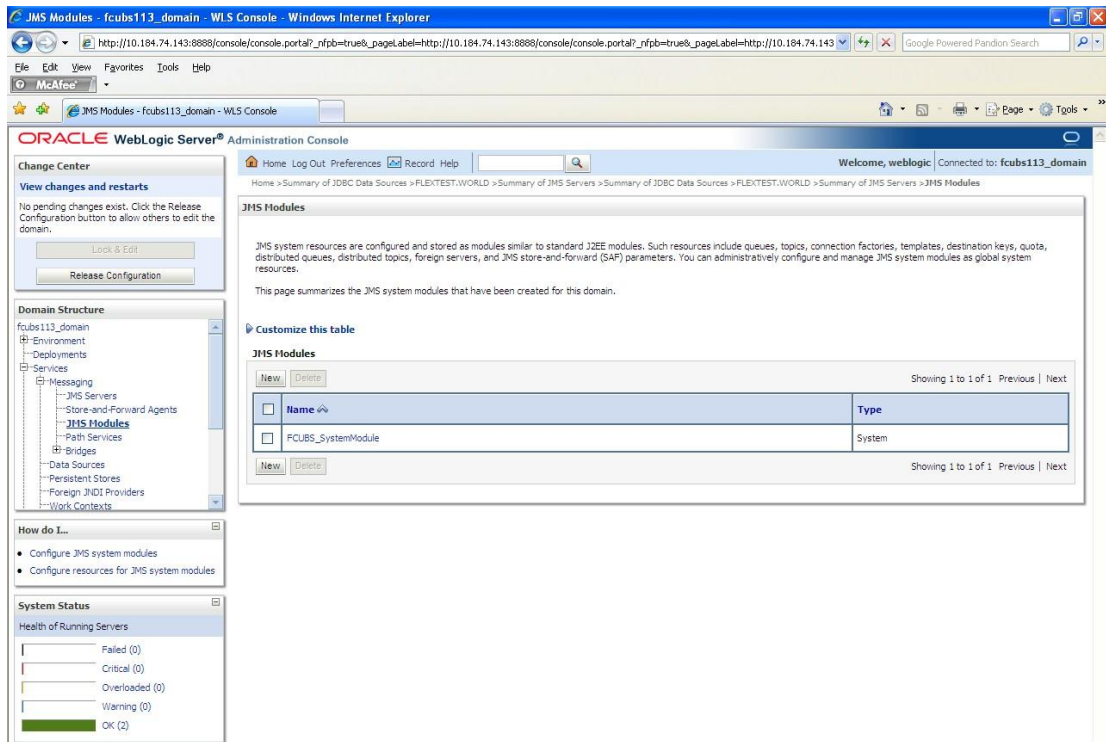 JMS Modules - fcubs113_domain - WLS Console - Windows Internet Explorer
http://10.184.74.143:8888/console/console.portal?_nfpb=true&_pageLabel=http://10.184.74.143:8888/console/console.portal?_nfpb=true&_pageLabel=http://10.184.74.143
Google Powered Pandion Search
File Edit View Favorites Tools Help
McAfee
JMS Modules - fcubs113_domain - WLS Console
Page Tools
ORACLE WebLogic Server® Administration Console
Change Center
View changes and restarts
No pending changes exist. Click the Release
Configuration button to allow others to edit the
domain.
Lock & Edit
Release Configuration
Domain Structure
fcubs113_domain
Environment
Deployments
Services
Messaging
JMS Servers
Store-and-Forward Agents
JMS Modules
Path Services
Bridges
Data Sources
Persistent Stores
Foreign JNDI Providers
Work Contexts
How do I...
Configure JMS system modules
Configure resources for JMS system modules
System Status
Health of Running Servers
Failed (0)
Critical (0)
Overloaded (0)
Warning (0)
OK (2)
Home Log Out Preferences Record Help
Welcome, weblogic Connected to: fcubs113_domain
Home >Summary of JDBC Data Sources >FLEXTEST.WORLD >Summary of JMS Servers >Summary of JDBC Data Sources >FLEXTEST.WORLD >Summary of JMS Servers >JMS Modules
JMS Modules
JMS system resources are configured and stored as modules similar to standard J2EE modules. Such resources include queues, topics, connection factories, templates, destination keys, quota,
distributed queues, distributed topics, foreign servers, and JMS store-and-forward (SAF) parameters. You can administratively configure and manage JMS system modules as global system
resources.
This page summarizes the JMS system modules that have been created for this domain.
Customize this table
JMS Modules
New Delete Showing 1 to 1 of 1 Previous | Next
Name Type
FCUBS_SystemModule System
New Delete Showing 1 to 1 of 1 Previous | Next